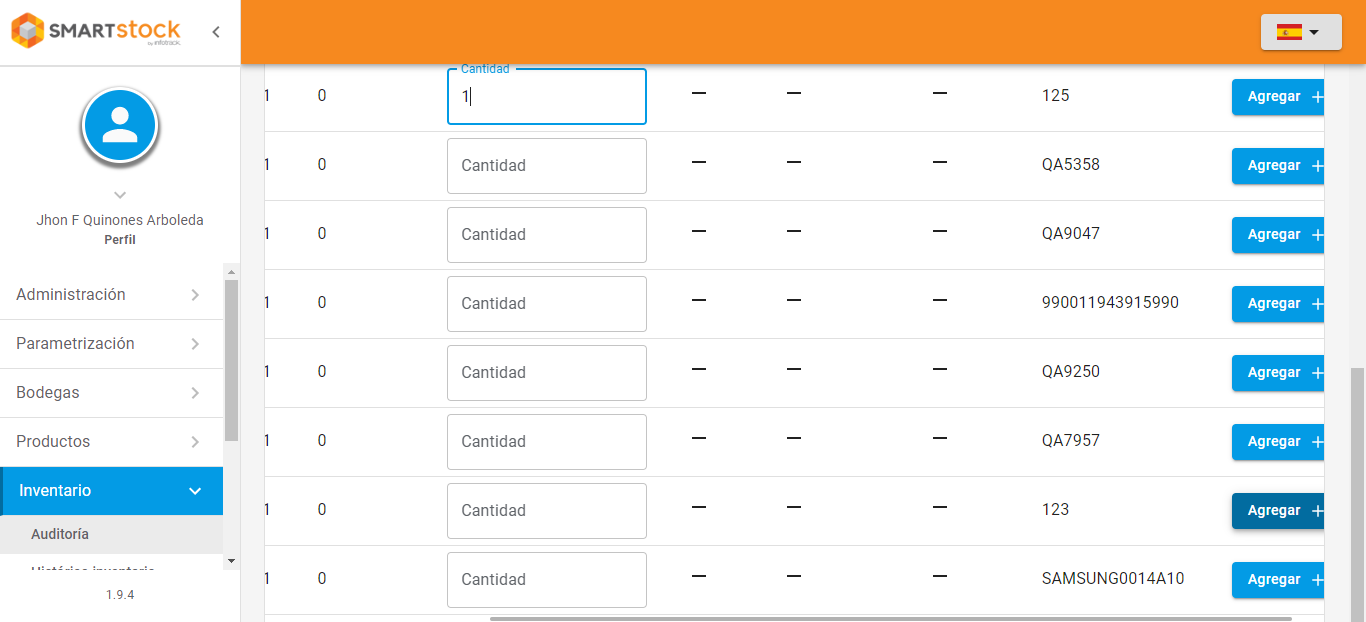 SMARTstock
by infotrack.
Jhon F Quinones Arboleda
Perfil
Administración
Parametrización
Bodegas
Productos
Inventario
Auditoría
Histórico inventario
1.9.4
Cantidad
1 0 1 — — — 125 Agregar +
1 0 Cantidad — — — QA5358 Agregar +
1 0 Cantidad — — — QA9047 Agregar +
1 0 Cantidad — — — 990011943915990 Agregar +
1 0 Cantidad — — — QA9250 Agregar +
1 0 Cantidad — — — QA7957 Agregar +
1 0 Cantidad — — — 123 Agregar +
1 0 Cantidad — — — SAMSUNG0014A10 Agregar +